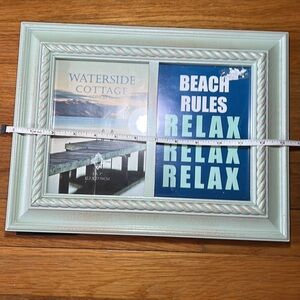 WATERSIDE
COTTAGE
BEACH
RULES
RELAX
RELAX
RELAX